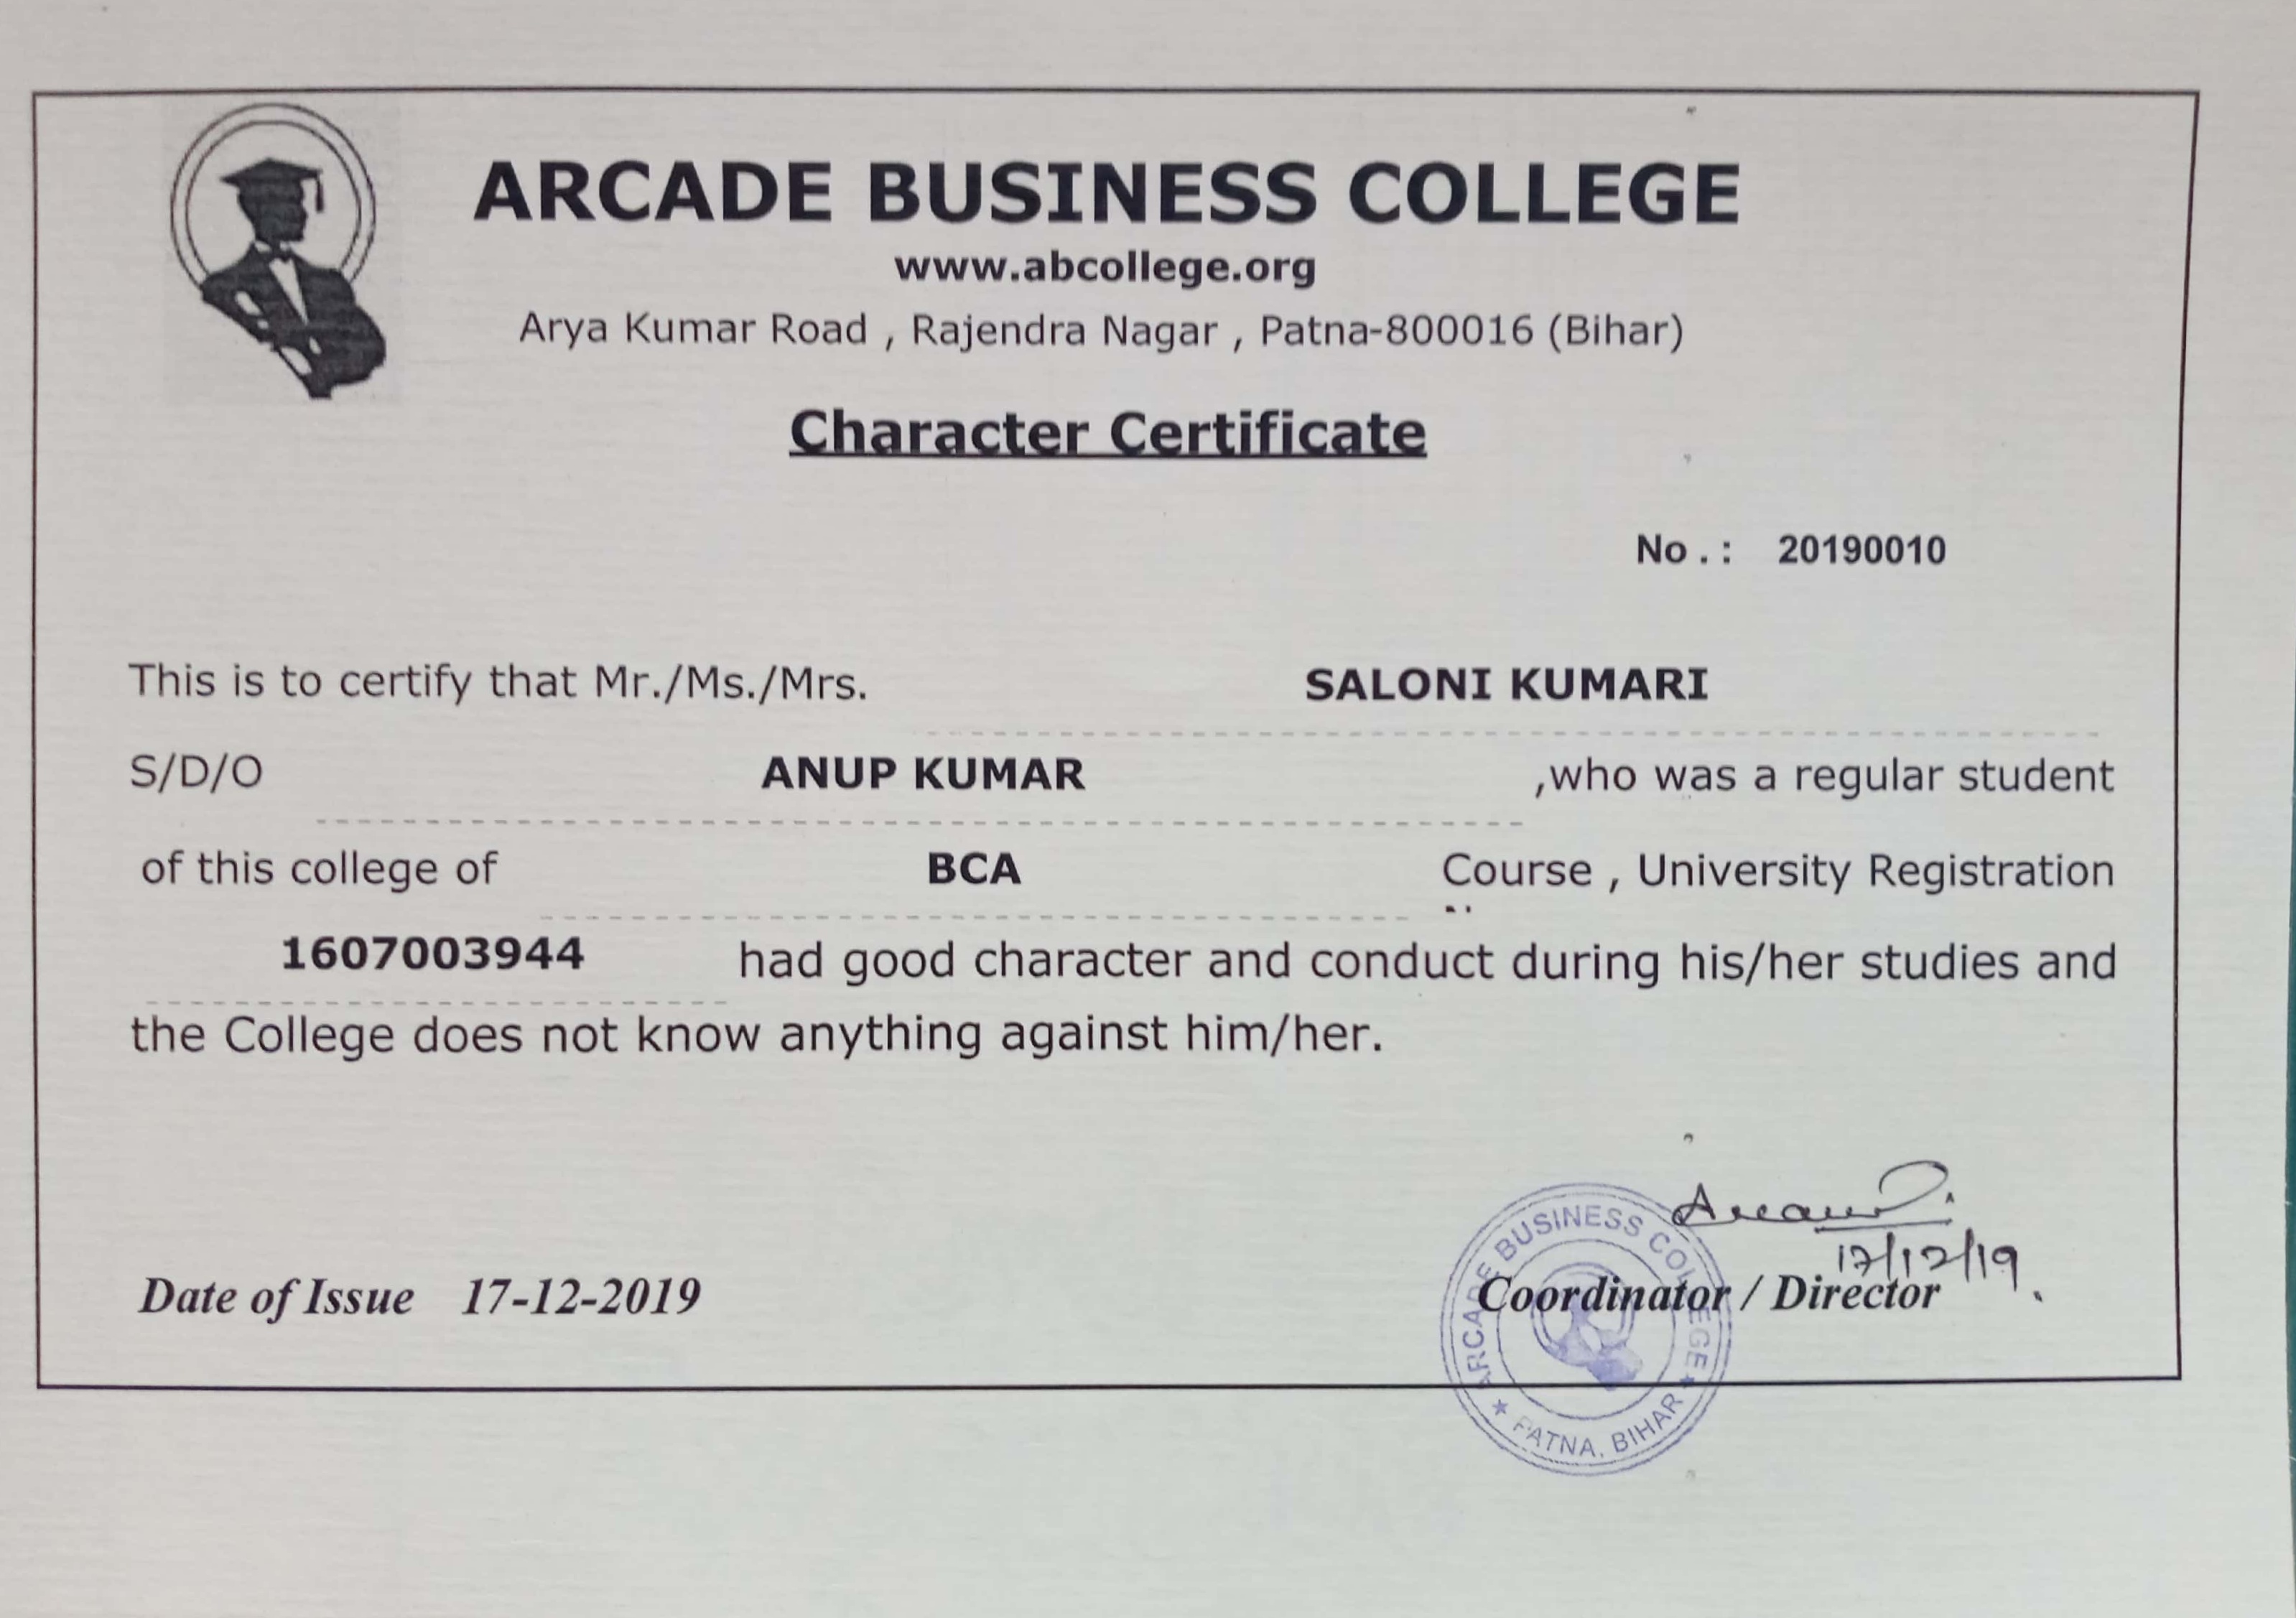 ARCADE BUSINESS COLLEGE
www.abcollege.org
Arya Kumar Road , Rajendra Nagar , Patna-800016 (Bihar)
Character Certificate
No . : 20190010
This is to certify that Mr./Ms./Mrs. SALONI KUMARI
S/D/O ANUP KUMAR ,who was a regular student
of this college of BCA Course , University Registration
1607003944 had good character and conduct during his/her studies and
the College does not know anything against him/her.
17/12/19
Date of Issue 17-12-2019 Coordinator / Director
ARCADE BUSINESS COLLEGE
★ PATNA. BIHAR ★